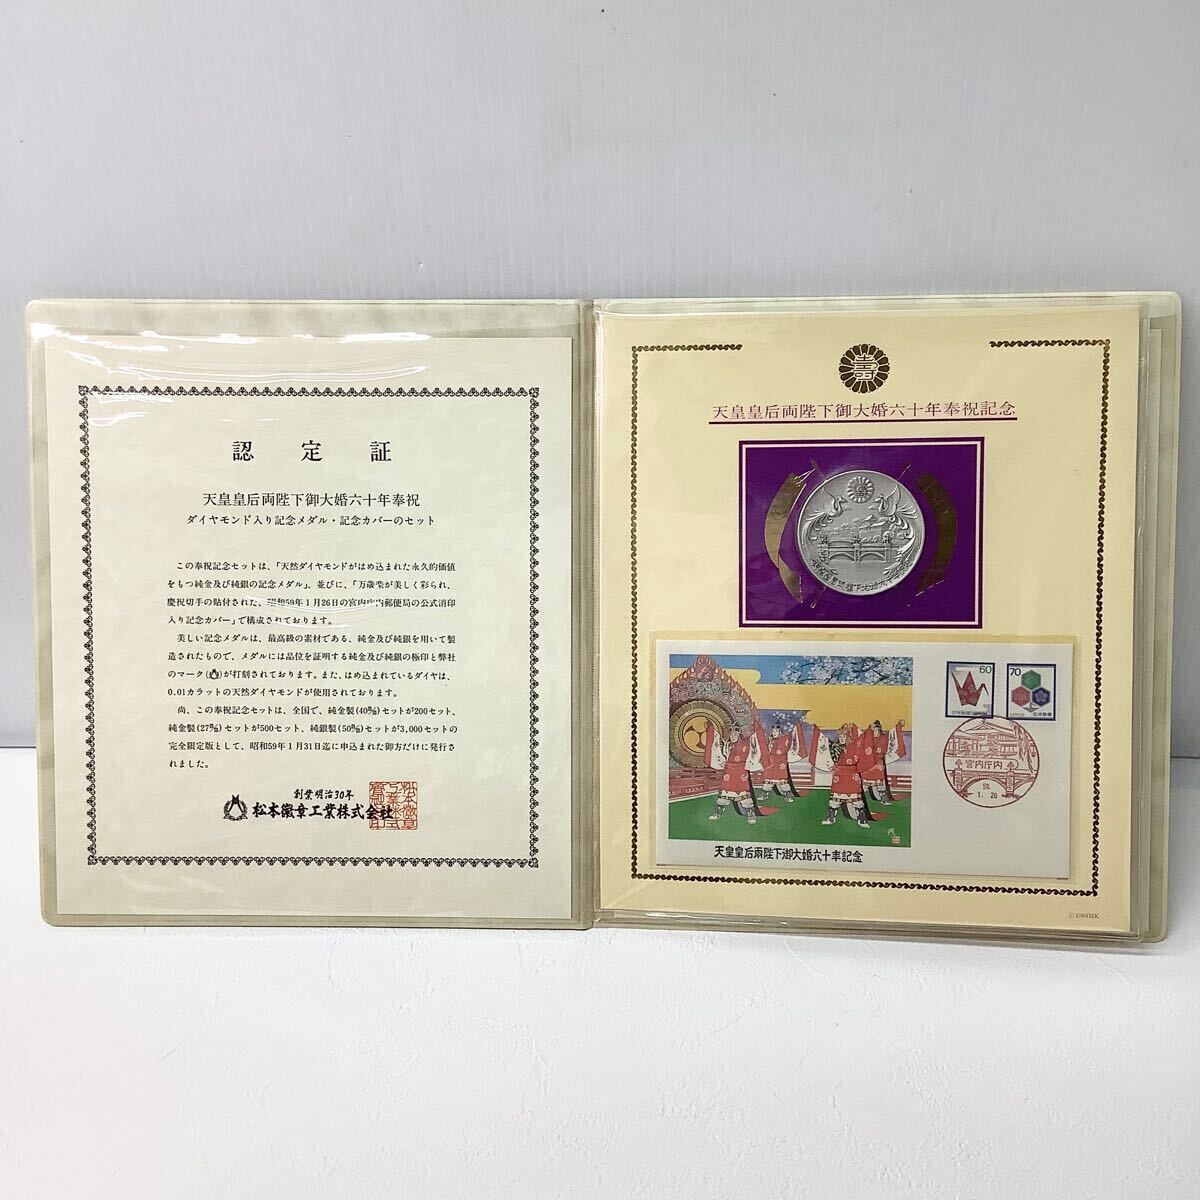 認定証
天皇皇后両陛下御大婚六十年奉祝
ダイヤモンド入り記念メダル・記念カバーのセット
この奉祝記念セットは、「天然ダイヤモンドがはめ込まれた永久的価値
をもつ純金及び純銀の記念メダル」、並びに、「万歳楽が美しく彩られ、
慶祝切手の貼付された、昭和59年1月26日の宮内庁内郵便局の公式消印
入り記念カバー」で構成されております。
美しい記念メダルは、最高級の素材である、純金及び純銀を用いて製
造されたもので、メダルには品位を証明する純金及び純銀の極印と弊社
のマーク()が打刻されております。また、はめ込まれているダイヤは、
0.01カラットの天然ダイヤモンドが使用されております。
尚、この奉祝記念セットは、全国で、純金製(40㎜)セットが200セット、
純金製(27㎜)セットが500セット、純銀製(50㎜)セットが3,000セットの
完全限定版として、昭和59年1月31日迄に申込まれた御方だけに発行さ
れました。
創業明治30年
松本徽章工業株式会社
天皇皇后両陛下御大婚六十年奉祝記念
60
70
日本郵便
NIPPON
NIPPON
日本郵便
宮内庁内
59.
1.26
天皇皇后兩陛下御大婚六十年記念
©1984MK